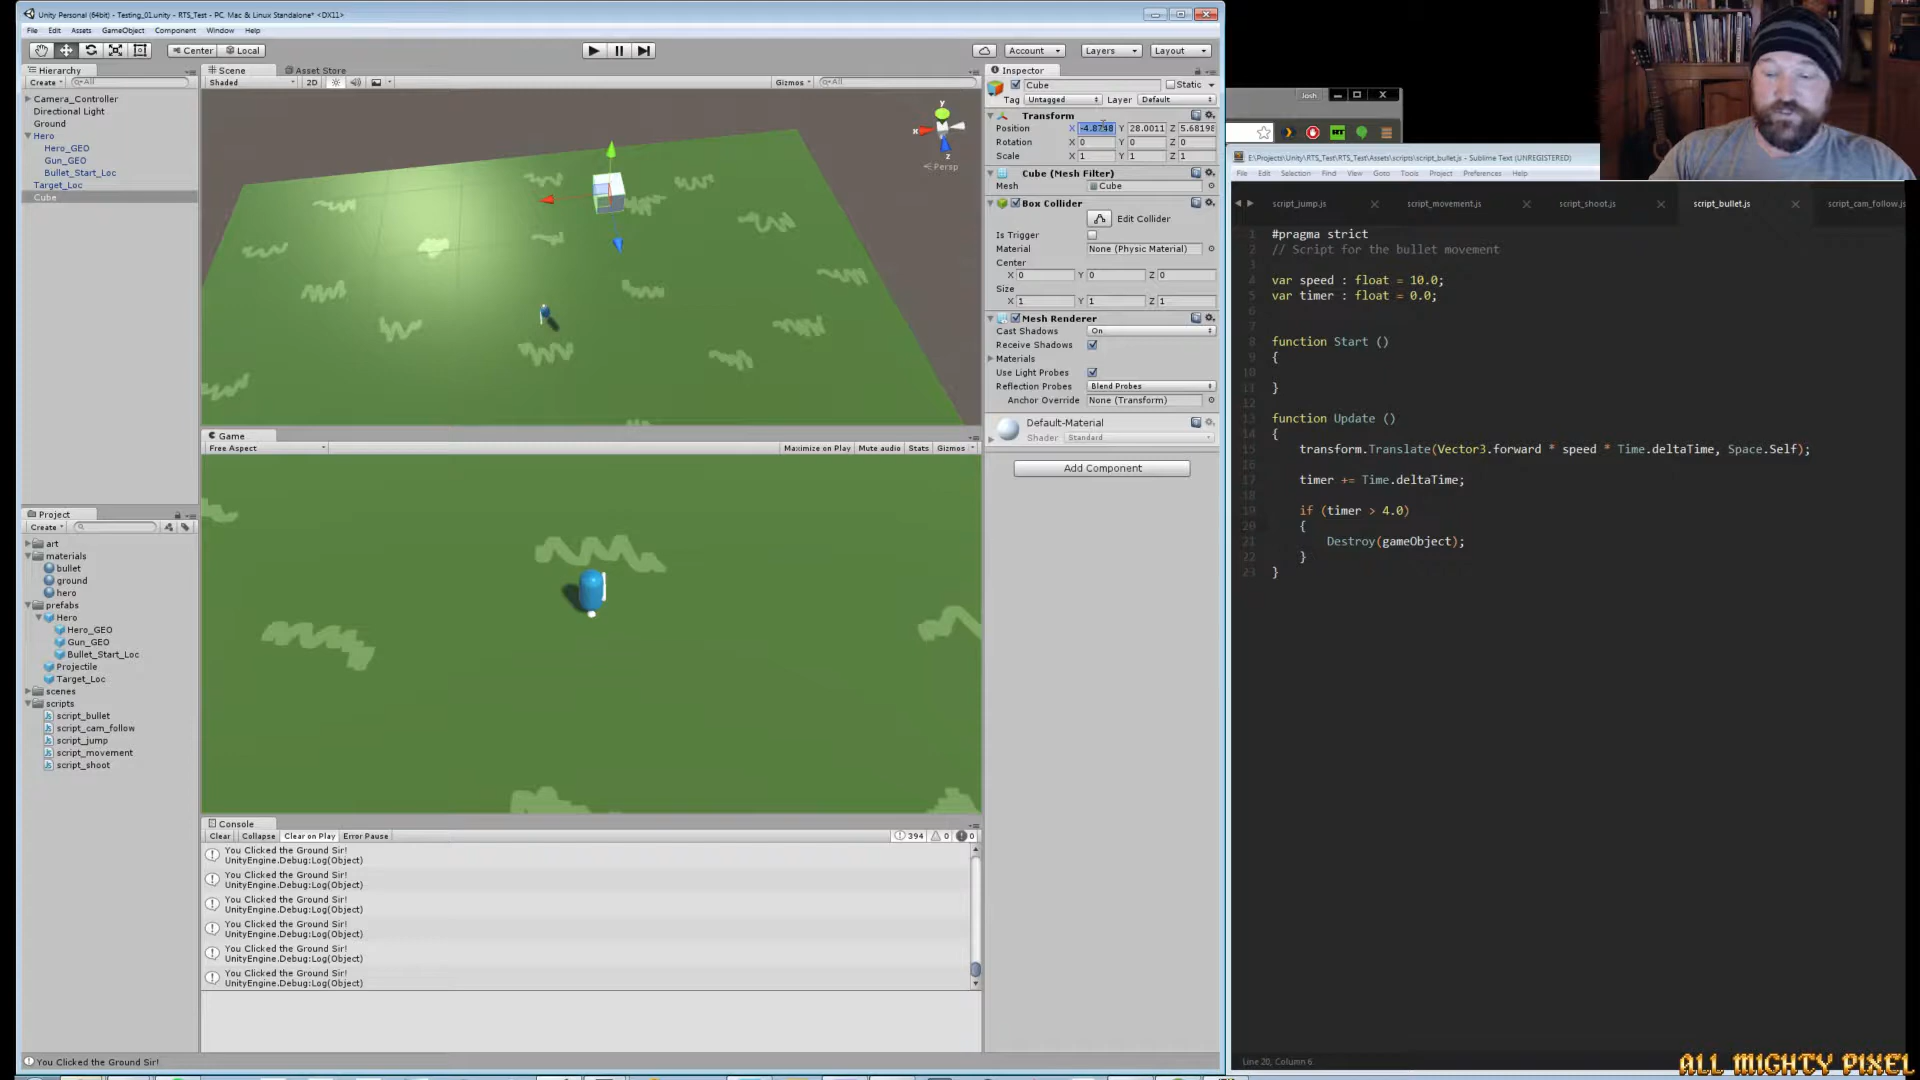 Unity Personal (64bit) - Testing_01.unity - RTS_Test - PC, Mac & Linux Standalone* <DX11>
File Edit Assets GameObject Component Window Help
Center Local
Account Layers Layout
Hierarchy
Create All
Camera_Controller
Directional Light
Ground
Hero
Hero_GEO
Gun_GEO
Bullet_Start_Loc
Target_Loc
Cube
Scene Asset Store
Shaded 2D Gizmos All
y
x
z
Persp
Inspector
Cube Static
Tag Untagged Layer Default
Transform
Position X -4.8798 Y 28.0011 Z 5.68198
Rotation X 0 Y 0 Z 0
Scale X 1 Y 1 Z 1
Cube (Mesh Filter)
Mesh Cube
Box Collider
Edit Collider
Is Trigger
Material None (Physic Material)
Center
X 0 Y 0 Z 0
Size
X 1 Y 1 Z 1
Mesh Renderer
Cast Shadows On
Receive Shadows
Materials
Use Light Probes
Reflection Probes Blend Probes
Anchor Override None (Transform)
Default-Material
Shader Standard
Add Component
Game
Free Aspect Maximize on Play Mute audio Stats Gizmos
Project
Create
art
materials
bullet
ground
hero
prefabs
Hero
Hero_GEO
Gun_GEO
Bullet_Start_Loc
Projectile
Target_Loc
scenes
scripts
script_bullet
script_cam_follow
script_jump
script_movement
script_shoot
Console
Clear Collapse Clear on Play Error Pause 394 0 0
You Clicked the Ground Sir!
UnityEngine.Debug:Log(Object)
You Clicked the Ground Sir!
UnityEngine.Debug:Log(Object)
You Clicked the Ground Sir!
UnityEngine.Debug:Log(Object)
You Clicked the Ground Sir!
UnityEngine.Debug:Log(Object)
You Clicked the Ground Sir!
UnityEngine.Debug:Log(Object)
You Clicked the Ground Sir!
UnityEngine.Debug:Log(Object)
You Clicked the Ground Sir!
Josh
RT
E:\Projects\Unity\RTS_Test\RTS_Test\Assets\scripts\script_bullet.js - Sublime Text (UNREGISTERED)
File Edit Selection Find View Goto Tools Project Preferences Help
script_jump.js script_movement.js script_shoot.js script_bullet.js script_cam_follow.js
1 #pragma strict
2 // Script for the bullet movement
3
4 var speed : float = 10.0;
5 var timer : float = 0.0;
6
7
8 function Start ()
9 {
10
11 }
12
13 function Update ()
14 {
15 transform.Translate(Vector3.forward * speed * Time.deltaTime, Space.Self);
16
17 timer += Time.deltaTime;
18
19 if (timer > 4.0)
20 {
21 Destroy(gameObject);
22 }
23 }
Line 20, Column 6
ALL MIGHTY PIXEL